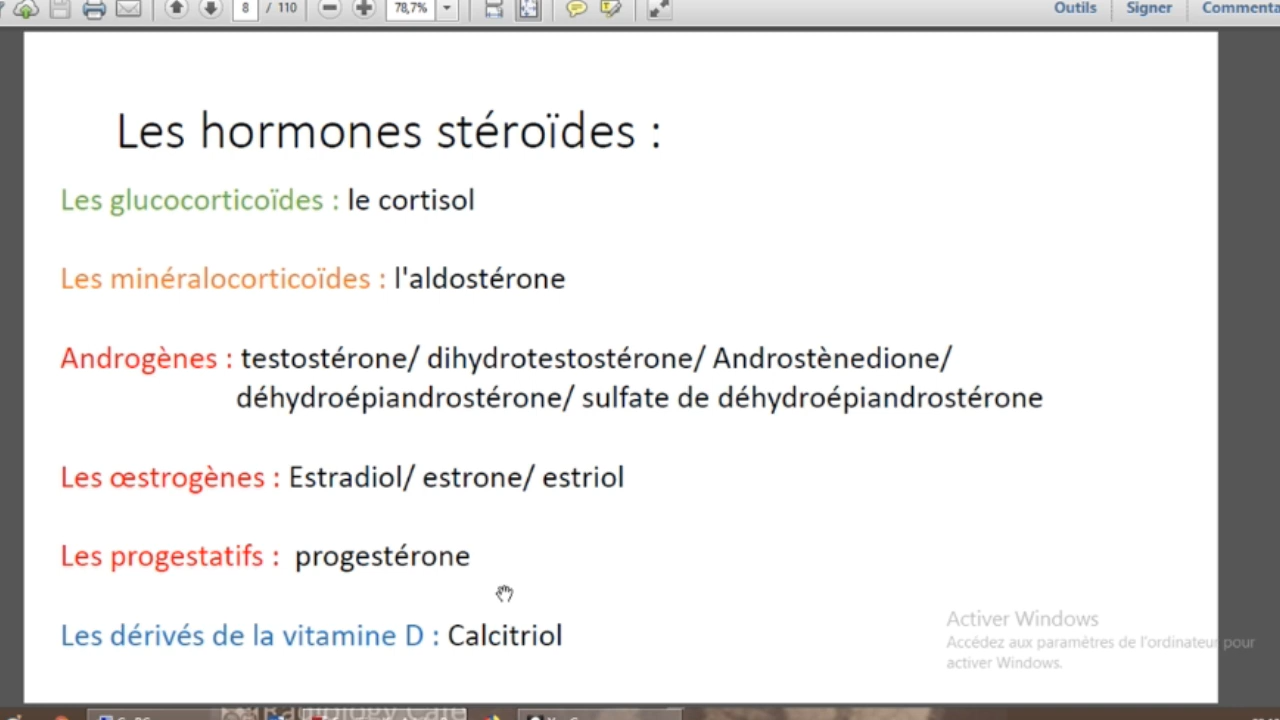 8 / 110
78,7%
Outils
Signer
Commenta
Les hormones stéroïdes :
Les glucocorticoïdes : le cortisol
Les minéralocorticoïdes : l'aldostérone
Androgènes : testostérone/ dihydrotestostérone/ Androstènedione/
déhydroépiandrostérone/ sulfate de déhydroépiandrostérone
Les œstrogènes : Estradiol/ estrone/ estriol
Les progestatifs : progestérone
Les dérivés de la vitamine D : Calcitriol
Activer Windows
Accédez aux paramètres de l'ordinateur pour
activer Windows.